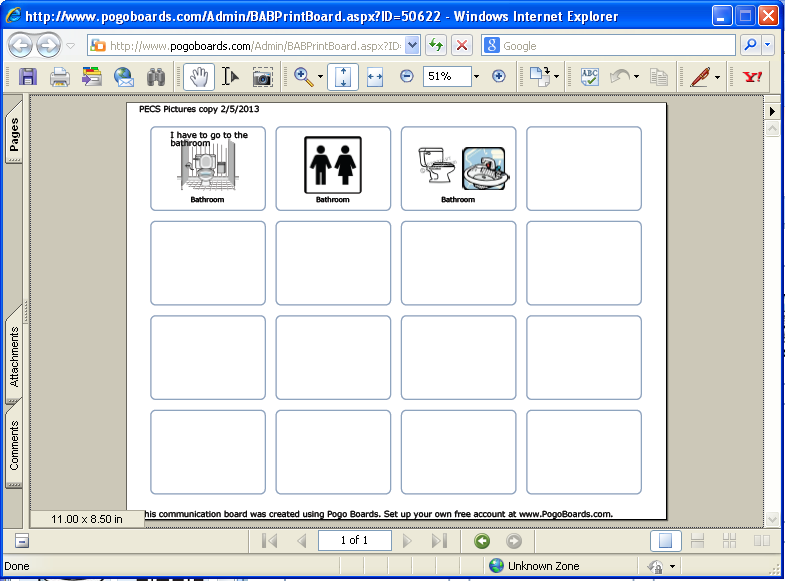 http://www.pogoboards.com/Admin/BABPrintBoard.aspx?ID=50622 - Windows Internet Explorer
http://www.pogoboards.com/Admin/BABPrintBoard.aspx?ID=
Google
51%
ABC
Y!
Pages
Attachments
Comments
PECS Pictures copy 2/5/2013
I have to go to the
bathroom
Bathroom
Bathroom
Bathroom
his communication board was created using Pogo Boards. Set up your own free account at www.PogoBoards.com.
11.00 x 8.50 in
1 of 1
Done
Unknown Zone